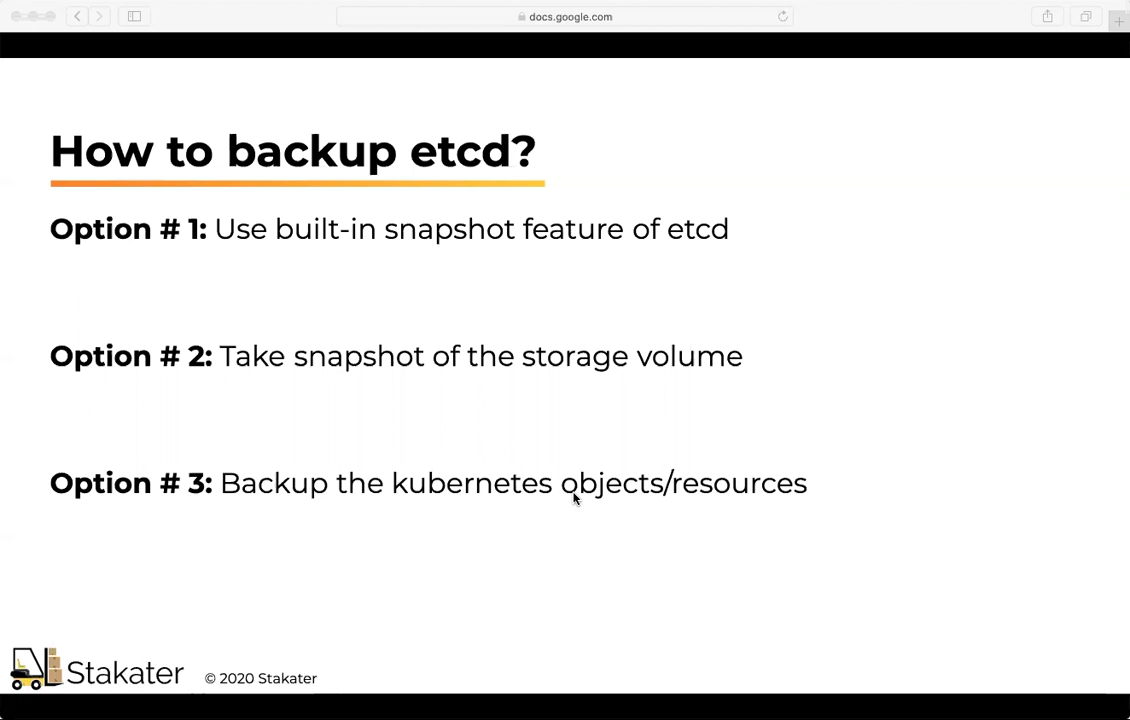 docs.google.com
How to backup etcd?
Option # 1: Use built-in snapshot feature of etcd
Option # 2: Take snapshot of the storage volume
Option # 3: Backup the kubernetes objects/resources
Stakater © 2020 Stakater